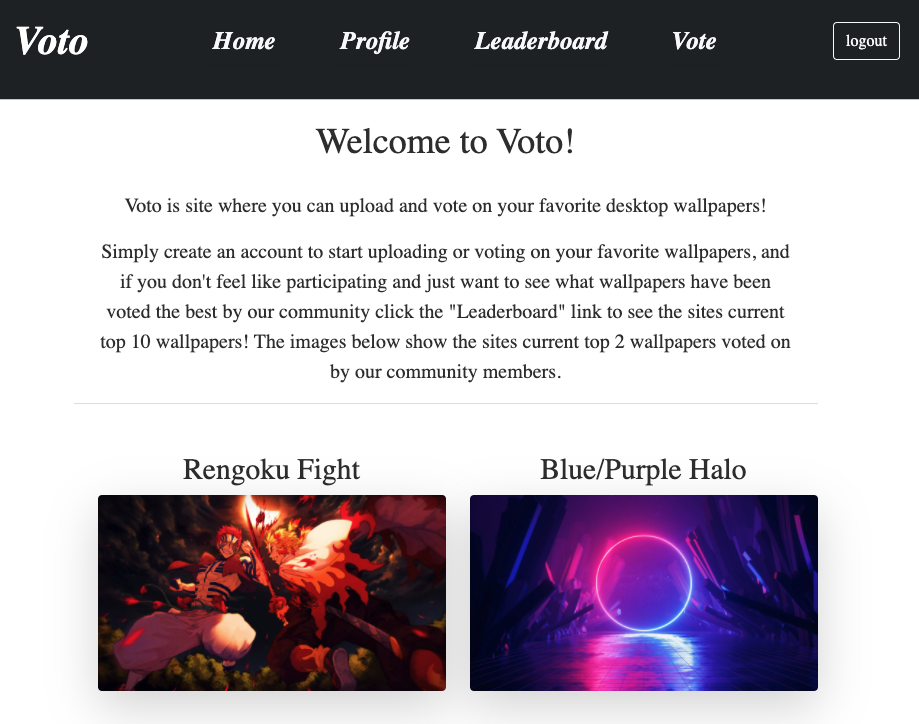 Voto Home Profile Leaderboard Vote logout
Welcome to Voto!
Voto is site where you can upload and vote on your favorite desktop wallpapers!
Simply create an account to start uploading or voting on your favorite wallpapers, and
if you don't feel like participating and just want to see what wallpapers have been
voted the best by our community click the "Leaderboard" link to see the sites current
top 10 wallpapers! The images below show the sites current top 2 wallpapers voted on
by our community members.
Rengoku Fight Blue/Purple Halo